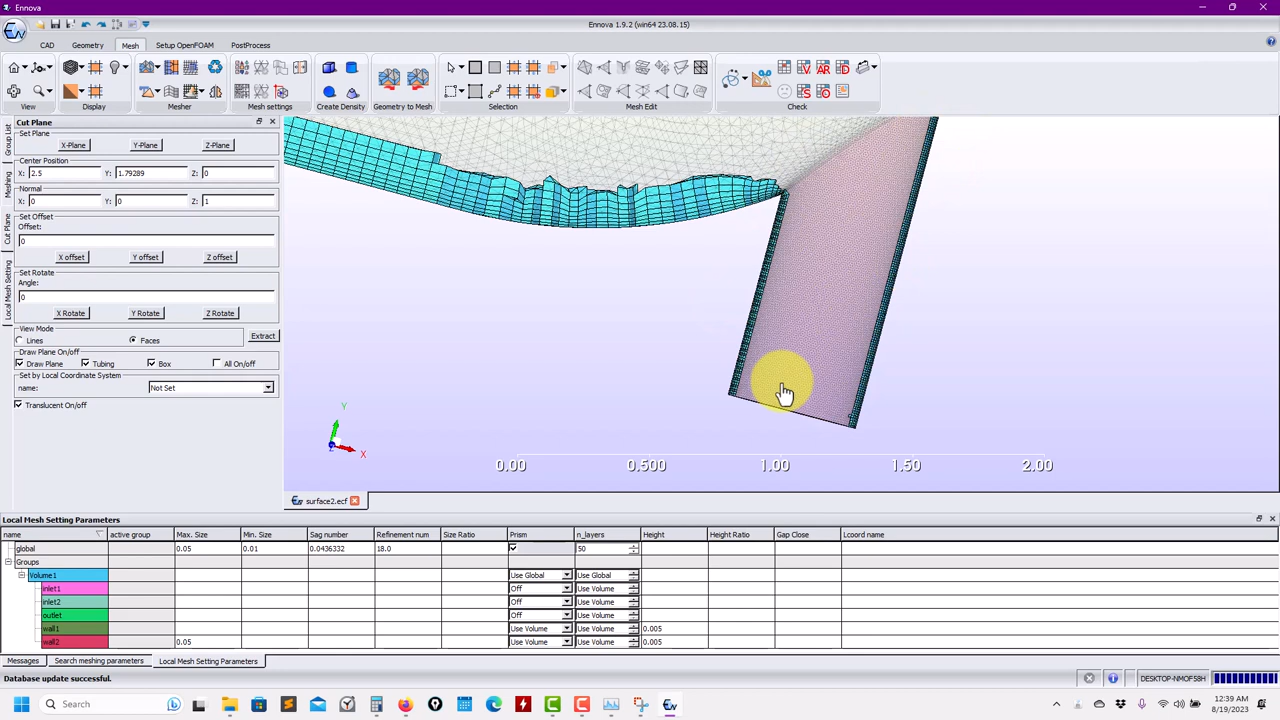 Ennova
Ennova 1.9.2 (win64 23.08.15)
CAD Geometry Mesh Setup OpenFOAM PostProcess
View Display Mesher Mesh settings Create Density Geometry to Mesh Selection Mesh Edit Check
Cut Plane
Set Plane
X-Plane Y-Plane Z-Plane
Center Position
X: 2.5 Y: 1.79289 Z: 0
Normal
X: 0 Y: 0 Z: 1
Set Offset
Offset:
0
X offset Y offset Z offset
Set Rotate
Angle:
0
X Rotate Y Rotate Z Rotate
View Mode
Lines Faces Extract
Draw Plane On/off
Draw Plane Tubing Box All On/off
Set by Local Coordinate System
name: Not Set
Translucent On/off
Group List
Meshing
Cut Plane
Local Mesh Setting
Y
X
0.00 0.500 1.00 1.50 2.00
surface2.ecf
Local Mesh Setting Parameters
name active group Max. Size Min. Size Sag number Refinement num Size Ratio Prism n_layers Height Height Ratio Gap Close Lcoord name
global 0.05 0.01 0.0436332 18.0 50
Groups
Volume1 Use Global Use Global
inlet1 Off Use Volume
inlet2 Off Use Volume
outlet Off Use Volume
wall1 Use Volume Use Volume 0.005
wall2 0.05 Use Volume Use Volume 0.005
Messages Search meshing parameters Local Mesh Setting Parameters
Database update successful. DESKTOP-NMOF58H
Search
12:39 AM
8/19/2023